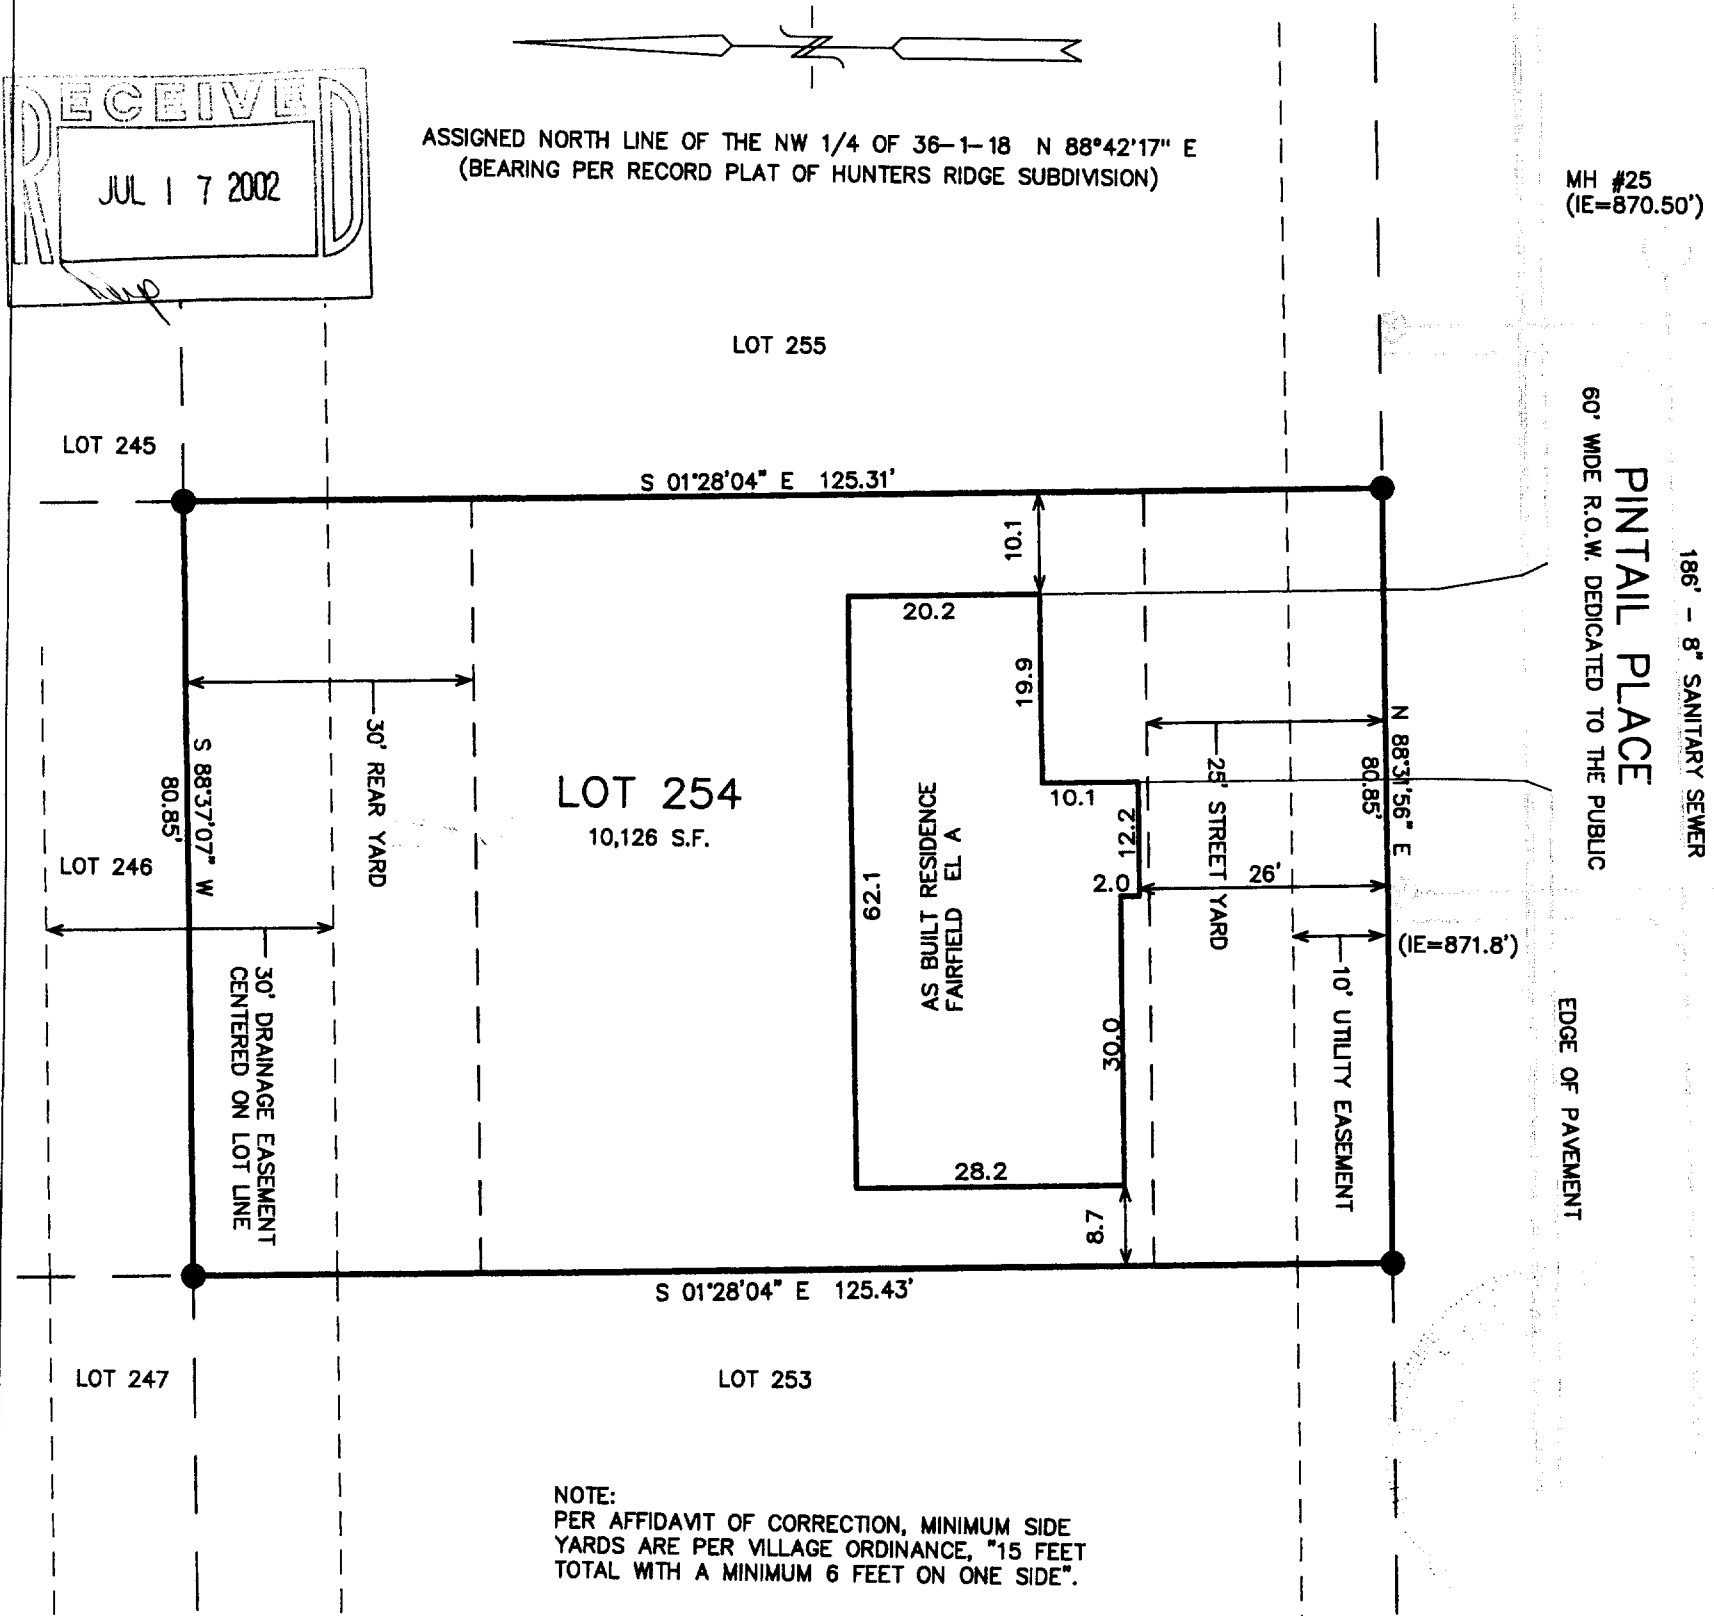 RECEIVED
JUL 17 2002
ASSIGNED NORTH LINE OF THE NW 1/4 OF 36-1-18 N 88°42'17" E
(BEARING PER RECORD PLAT OF HUNTERS RIDGE SUBDIVISION)
MH #25
(IE=870.50')
LOT 255
LOT 245
S 01°28'04" E 125.31'
10.1
20.2
19.9
10.1
12.2
2.0
30.0
28.2
8.7
62.1
AS BUILT RESIDENCE
FAIRFIELD EL A
LOT 254
10,126 S.F.
30' REAR YARD
S 88°37'07" W
80.85'
LOT 246
30' DRAINAGE EASEMENT
CENTERED ON LOT LINE
25' STREET YARD
26'
10' UTILITY EASEMENT
N 88°31'56" E
80.85'
(IE=871.8')
PINTAIL PLACE
60' WIDE R.O.W. DEDICATED TO THE PUBLIC
186' - 8" SANITARY SEWER
EDGE OF PAVEMENT
S 01°28'04" E 125.43'
LOT 247
LOT 253
NOTE:
PER AFFIDAVIT OF CORRECTION, MINIMUM SIDE
YARDS ARE PER VILLAGE ORDINANCE, "15 FEET
TOTAL WITH A MINIMUM 6 FEET ON ONE SIDE".